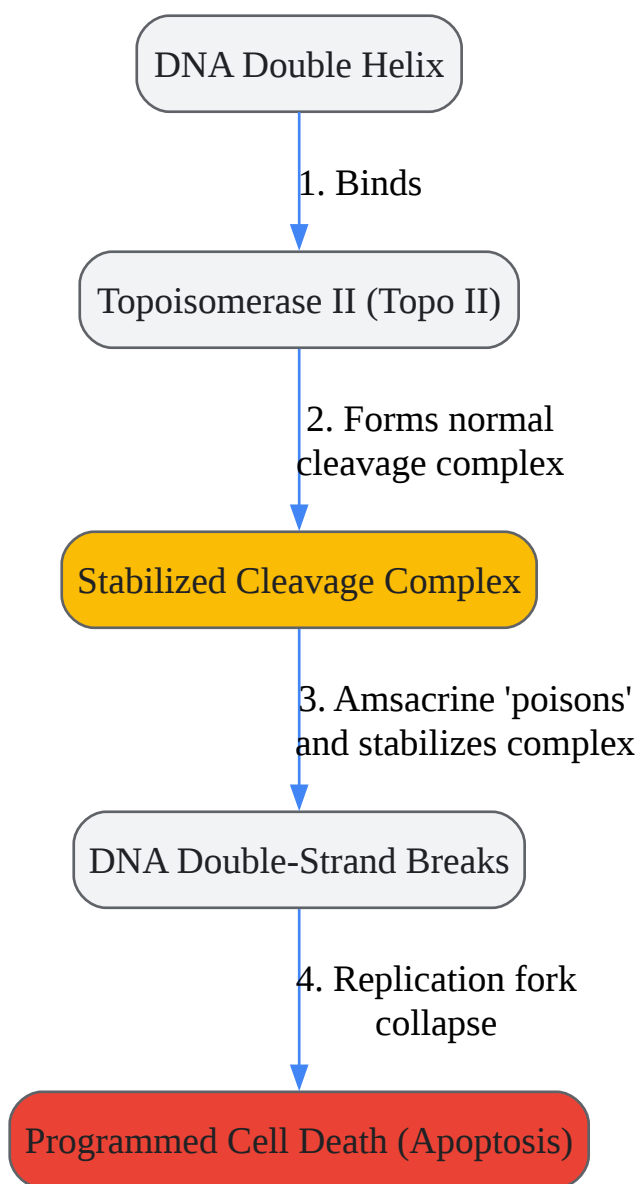 DNA Double Helix
1. Binds
Topoisomerase II (Topo II)
2. Forms normal
cleavage complex
Stabilized Cleavage Complex
3. Amsacrine 'poisons'
and stabilizes complex
DNA Double-Strand Breaks
4. Replication fork
collapse
Programmed Cell Death (Apoptosis)